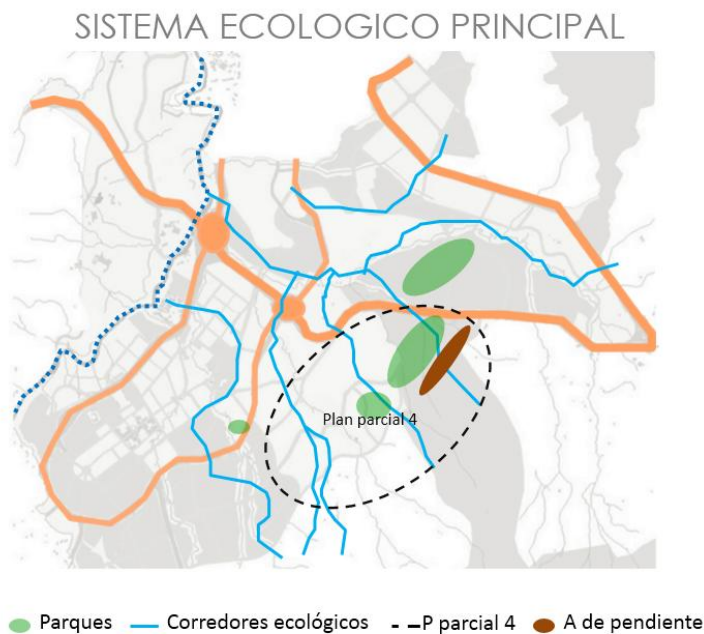 SISTEMA ECOLOGICO PRINCIPAL
Plan parcial 4
Parques Corredores ecológicos P parcial 4 A de pendiente